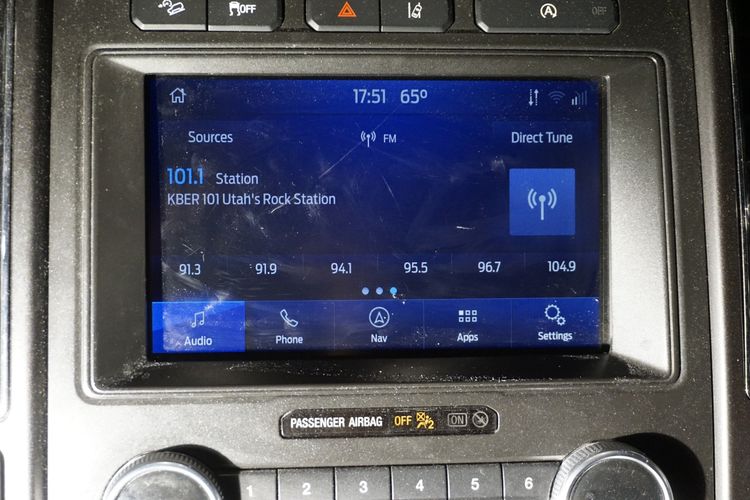 OFF
A OFF
17:51 65°
Sources FM Direct Tune
101.1 Station
KBER 101 Utah's Rock Station
91.3 91.9 94.1 95.5 96.7 104.9
Audio Phone Nav Apps Settings
PASSENGER AIRBAG OFF 2 ON
1 2 3 4 5 6